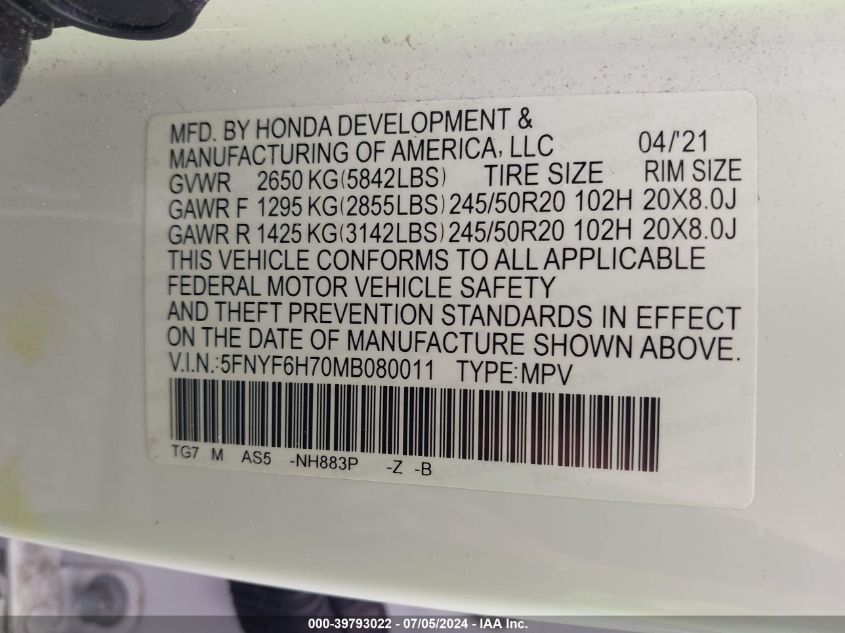 MFD. BY HONDA DEVELOPMENT &
MANUFACTURING OF AMERICA, LLC 04/'21
GVWR 2650 KG(5842LBS) TIRE SIZE RIM SIZE
GAWR F 1295 KG(2855LBS) 245/50R20 102H 20X8.0J
GAWR R 1425 KG(3142LBS) 245/50R20 102H 20X8.0J
THIS VEHICLE CONFORMS TO ALL APPLICABLE
FEDERAL MOTOR VEHICLE SAFETY
AND THEFT PREVENTION STANDARDS IN EFFECT
ON THE DATE OF MANUFACTURE SHOWN ABOVE.
V.I.N.:5FNYF6H70MB080011 TYPE:MPV
TG7 M AS5 -NH883P -Z -B
000-39793022 - 07/05/2024 - IAA Inc.